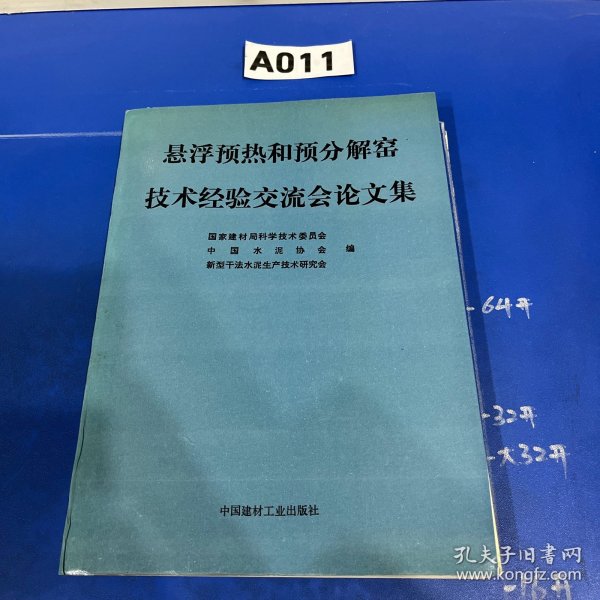 A011
悬浮预热和预分解窑
技术经验交流会论文集
国家建材局科学技术委员会
中国水泥协会 编
新型干法水泥生产技术研究会
中国建材工业出版社
-64开
-32开
-大32开
-16开
孔夫子旧书网
www.kongfz.com